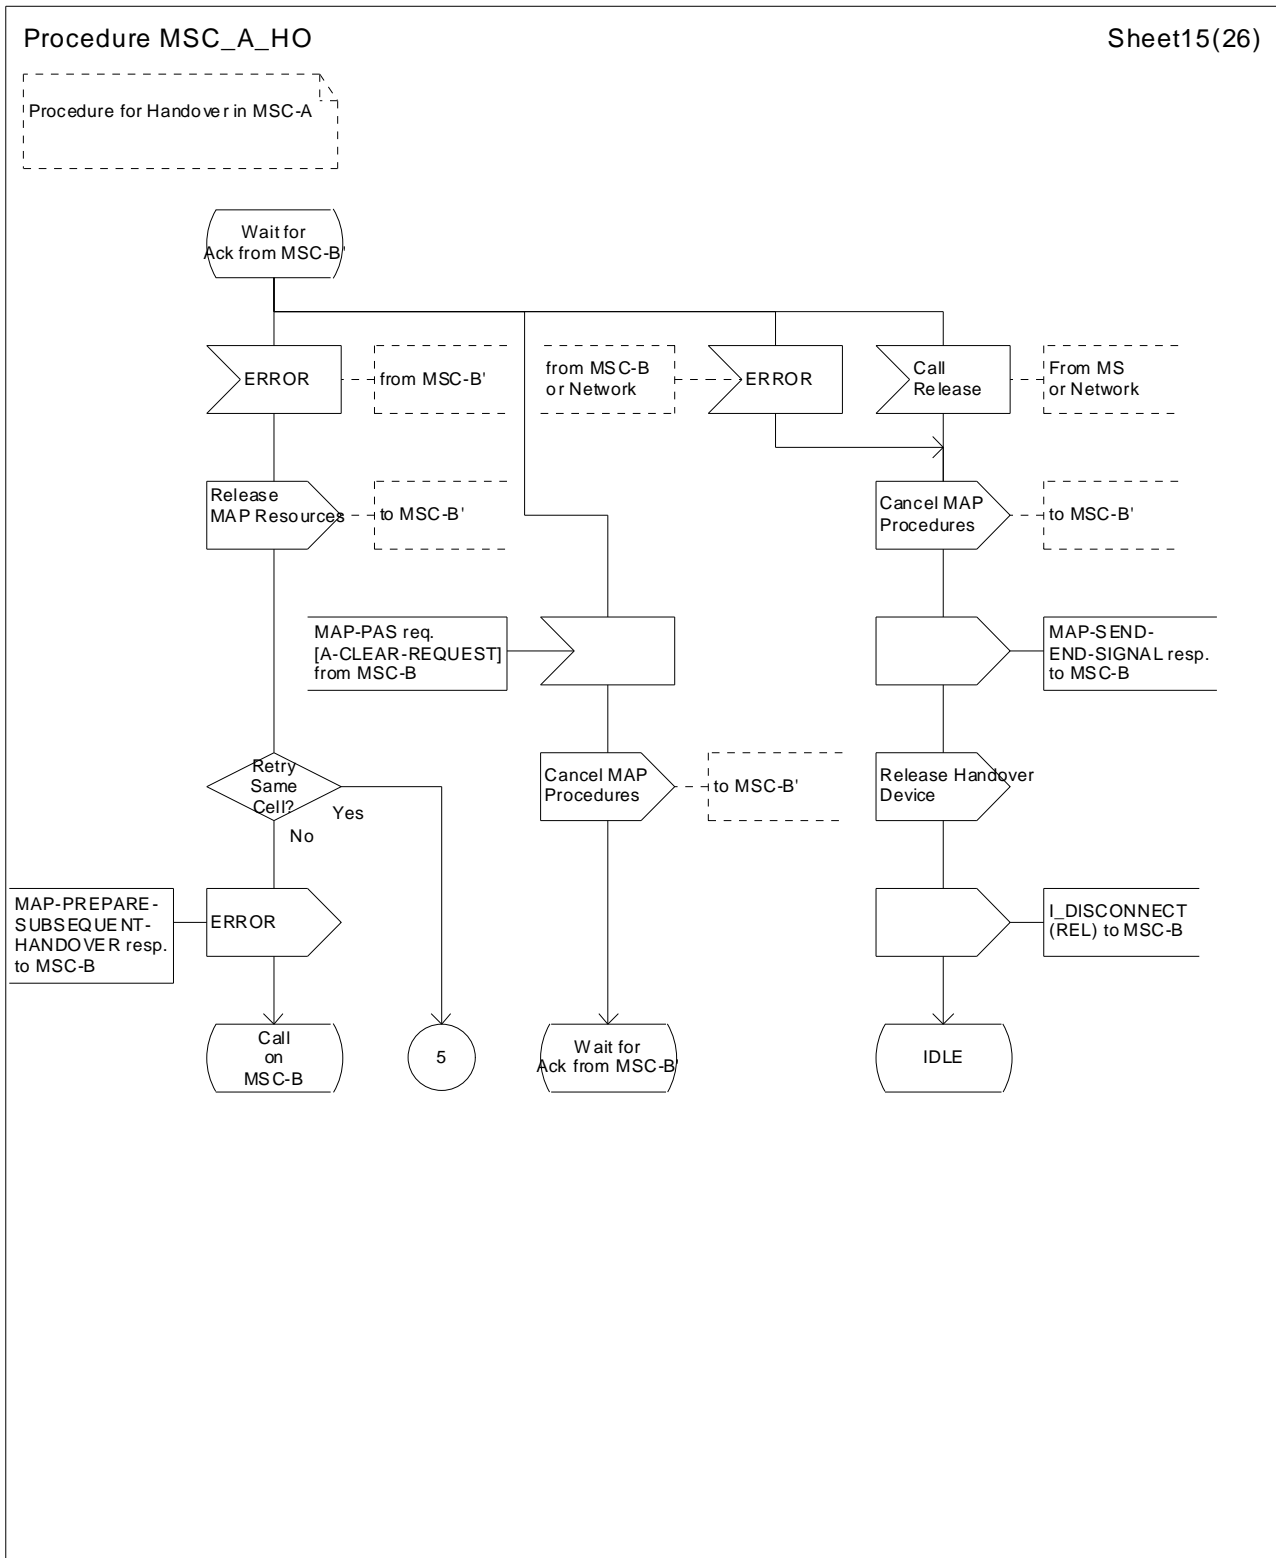 Procedure MSC_A_HO
Sheet15(26)
Procedure for Handover in MSC-A
Wait for
Ack from MSC-B'
ERROR
from MSC-B'
from MSC-B
or Network
ERROR
Call
Release
From MS
or Network
Release
MAP Resources
to MSC-B'
Cancel MAP
Procedures
to MSC-B'
MAP-PAS req.
[A-CLEAR-REQUEST]
from MSC-B
MAP-SEND-
END-SIGNAL resp.
to MSC-B
Retry
Same
Cell?
Yes
No
Cancel MAP
Procedures
to MSC-B'
Release Handover
Device
MAP-PREPARE-
SUBSEQUENT-
HANDOVER resp.
to MSC-B
ERROR
I_DISCONNECT
(REL) to MSC-B
Call
on
MSC-B
5
Wait for
Ack from MSC-B'
IDLE